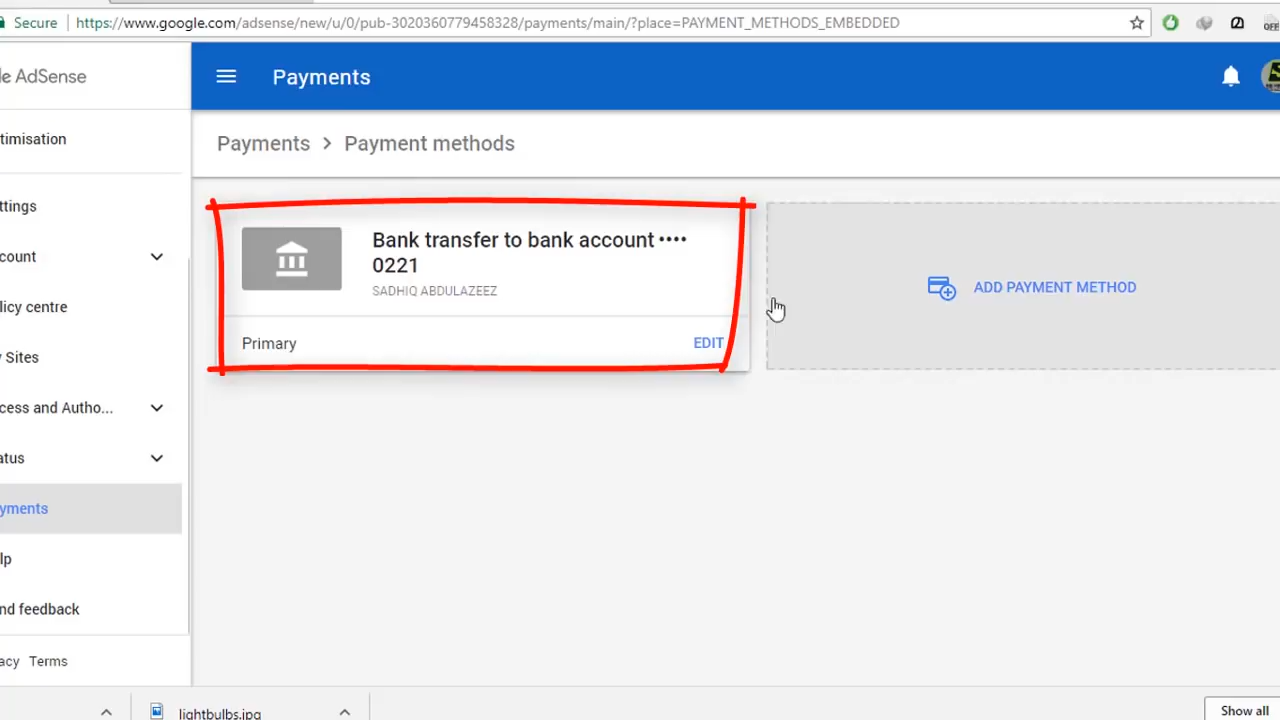 Secure https://www.google.com/adsense/new/u/0/pub-3020360779458328/payments/main/?place=PAYMENT_METHODS_EMBEDDED
OFF
le AdSense
Payments
timisation
Payments > Payment methods
ttings
Bank transfer to bank account ••••
0221
count
SADHIQ ABDULAZEEZ
ADD PAYMENT METHOD
licy centre
Primary
EDIT
Sites
cess and Autho...
atus
yments
lp
nd feedback
acy Terms
lightbulbs.jpg
Show all